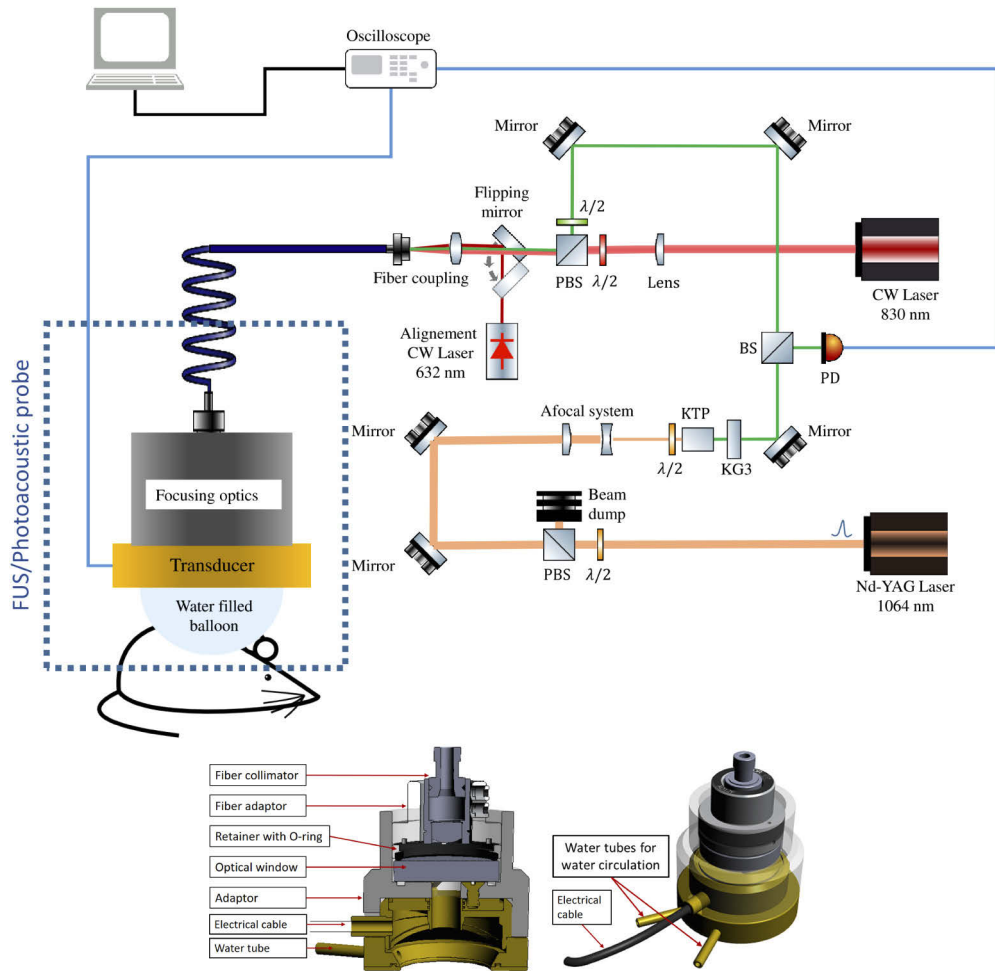 Oscilloscope
Mirror
Mirror
Flipping
mirror
λ/2
Fiber coupling
PBS
λ/2
Lens
CW Laser
830 nm
Alignement
CW Laser
632 nm
BS
PD
FUS/Photoacoustic probe
Mirror
Afocal system
KTP
Mirror
λ/2
KG3
Focusing optics
Beam
dump
Mirror
PBS
λ/2
Nd-YAG Laser
1064 nm
Transducer
Water filled
balloon
Fiber collimator
Fiber adaptor
Retainer with O-ring
Optical window
Adaptor
Electrical cable
Water tube
Water tubes for
water circulation
Electrical
cable